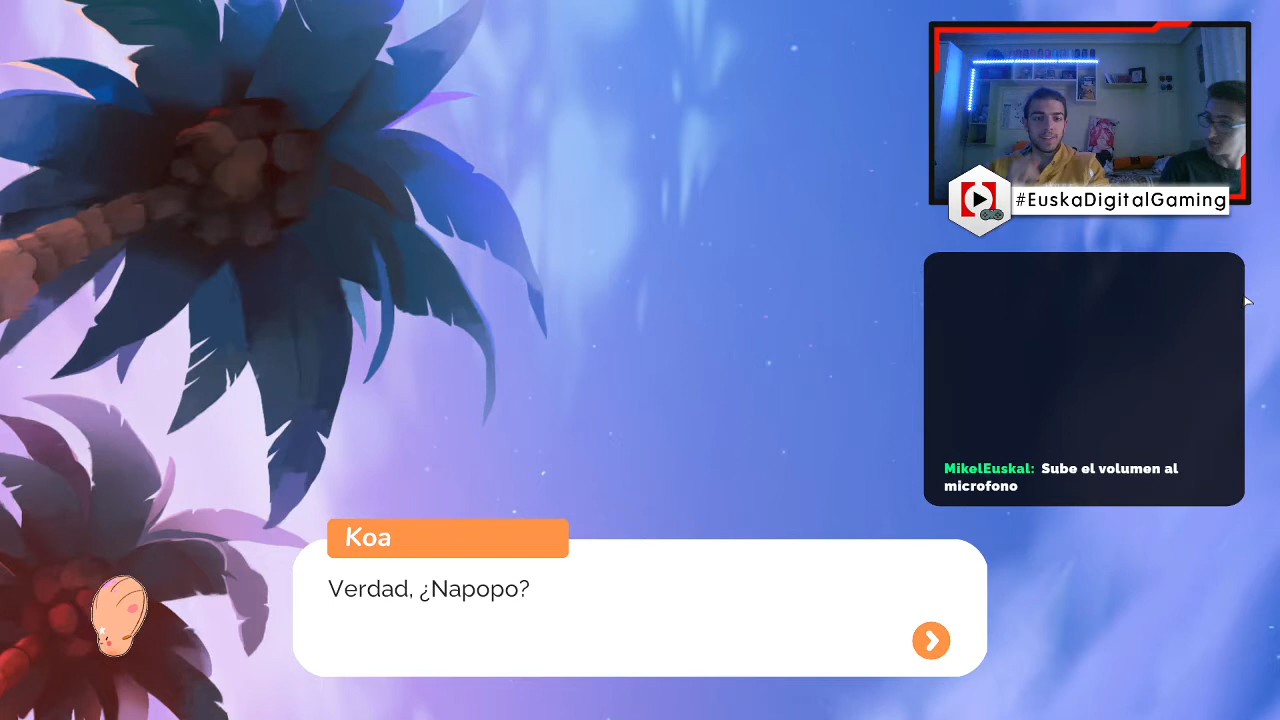 #EuskaDigitalGaming
MikelEuskal: Sube el volumen al
microfono
Koa
Verdad, ¿Napopo?